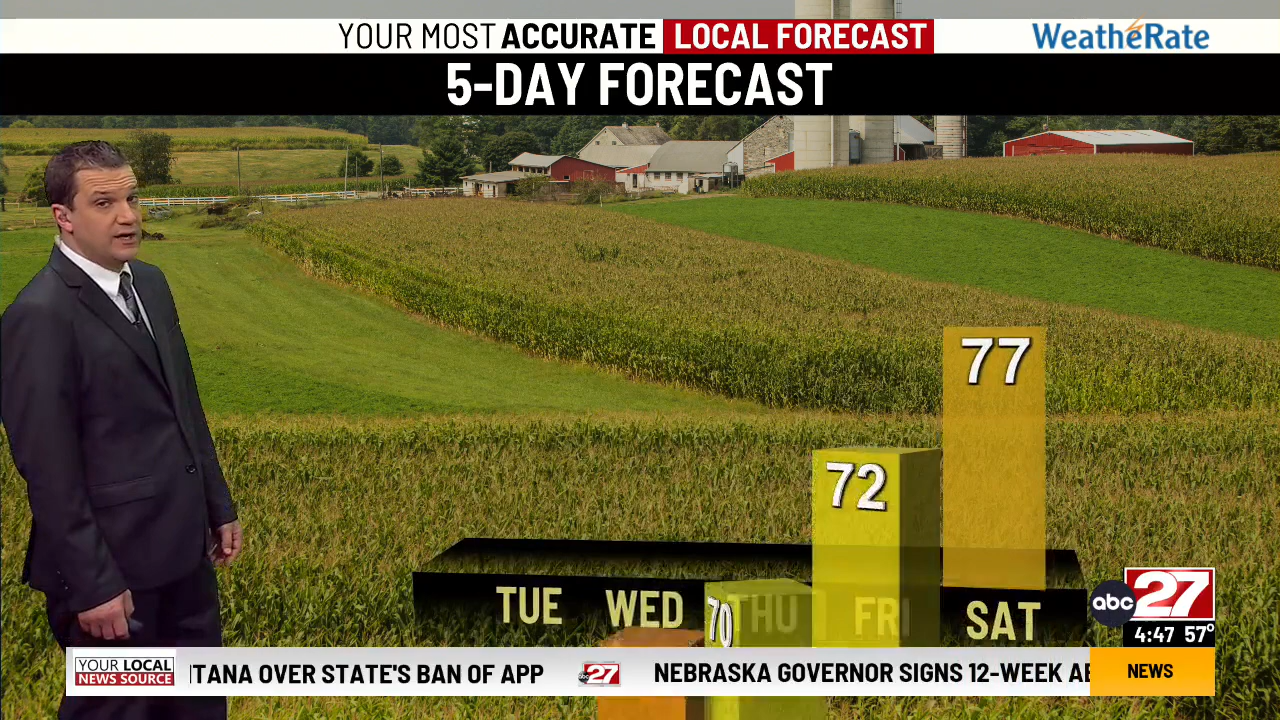 YOUR MOST ACCURATE LOCAL FORECAST
WeatheRate
5-DAY FORECAST
77
72
70
TUE WED THU FRI SAT
abc 27
4:47 57°
YOUR LOCAL
NEWS SOURCE
ITANA OVER STATE'S BAN OF APP abc 27 NEBRASKA GOVERNOR SIGNS 12-WEEK AB
NEWS